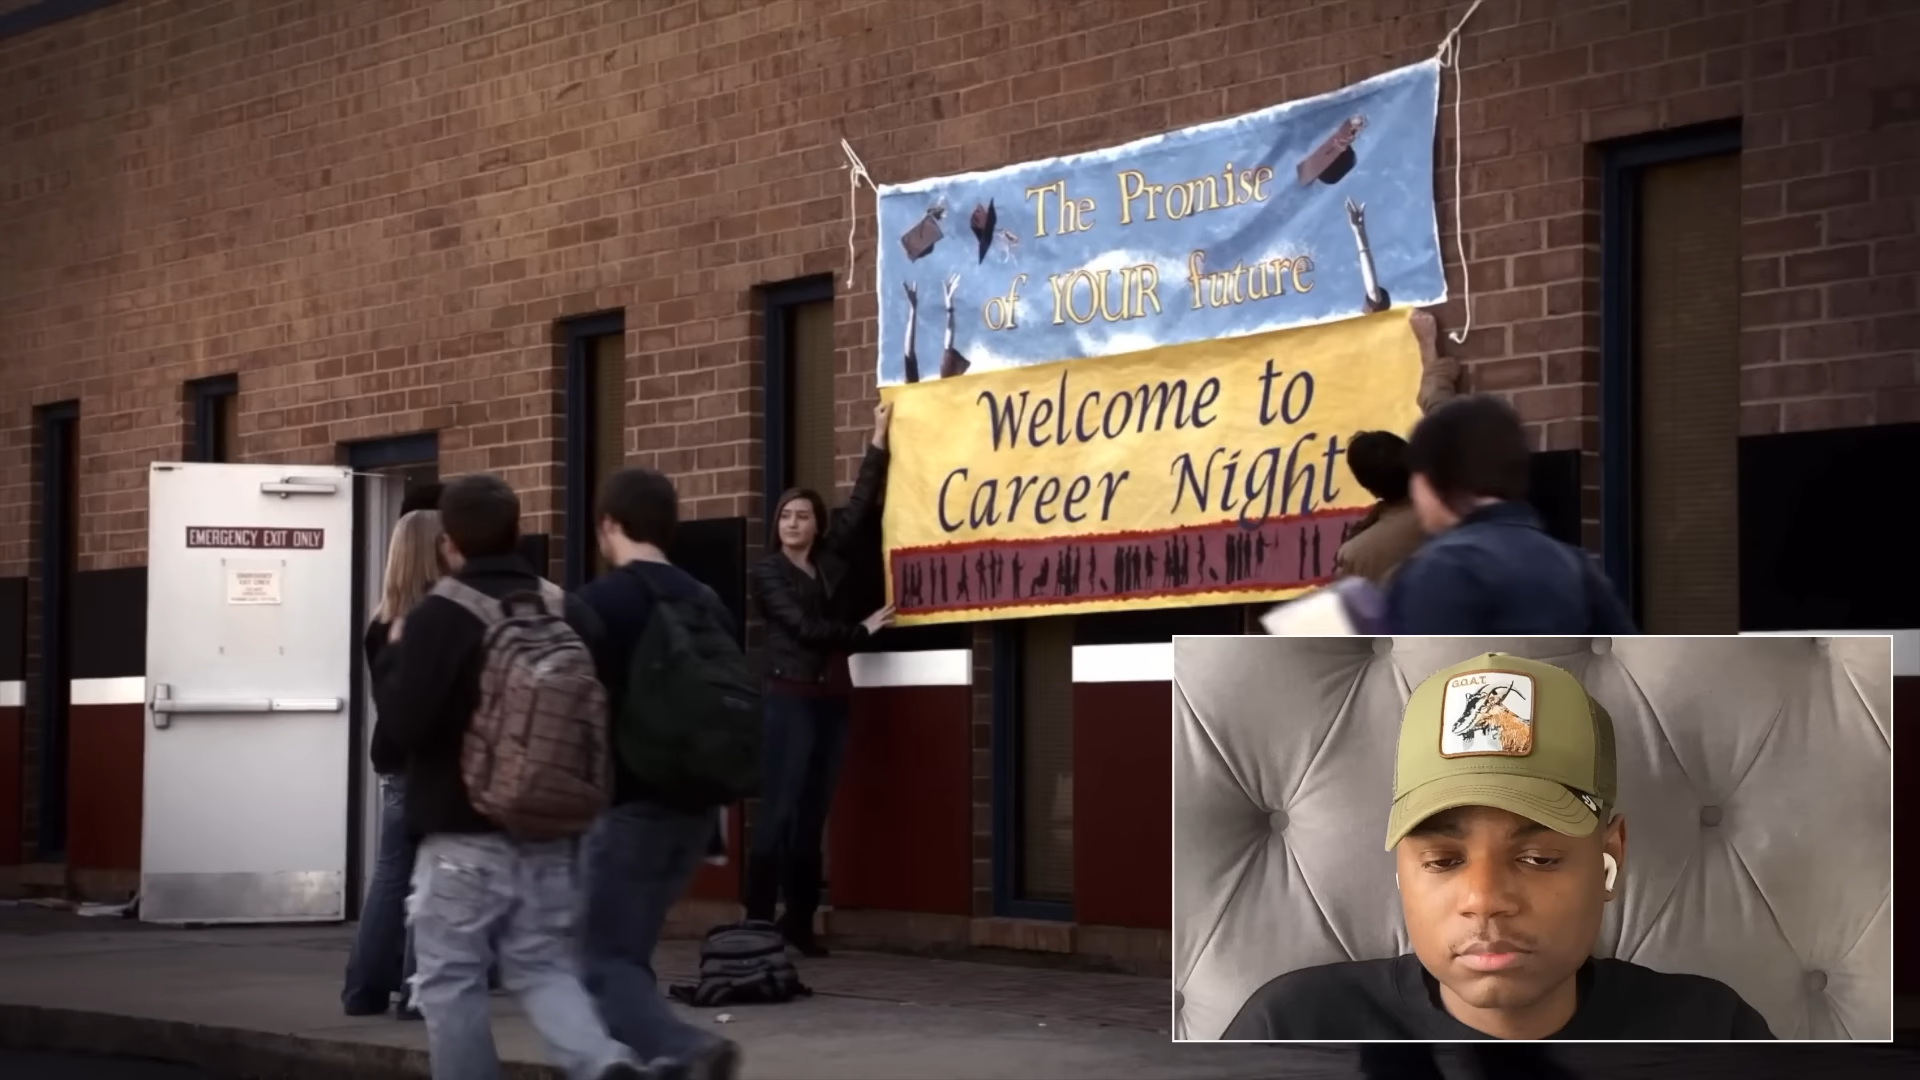 The Promise
of YOUR future
Welcome to
Career Night
EMERGENCY EXIT ONLY
G.O.A.T.